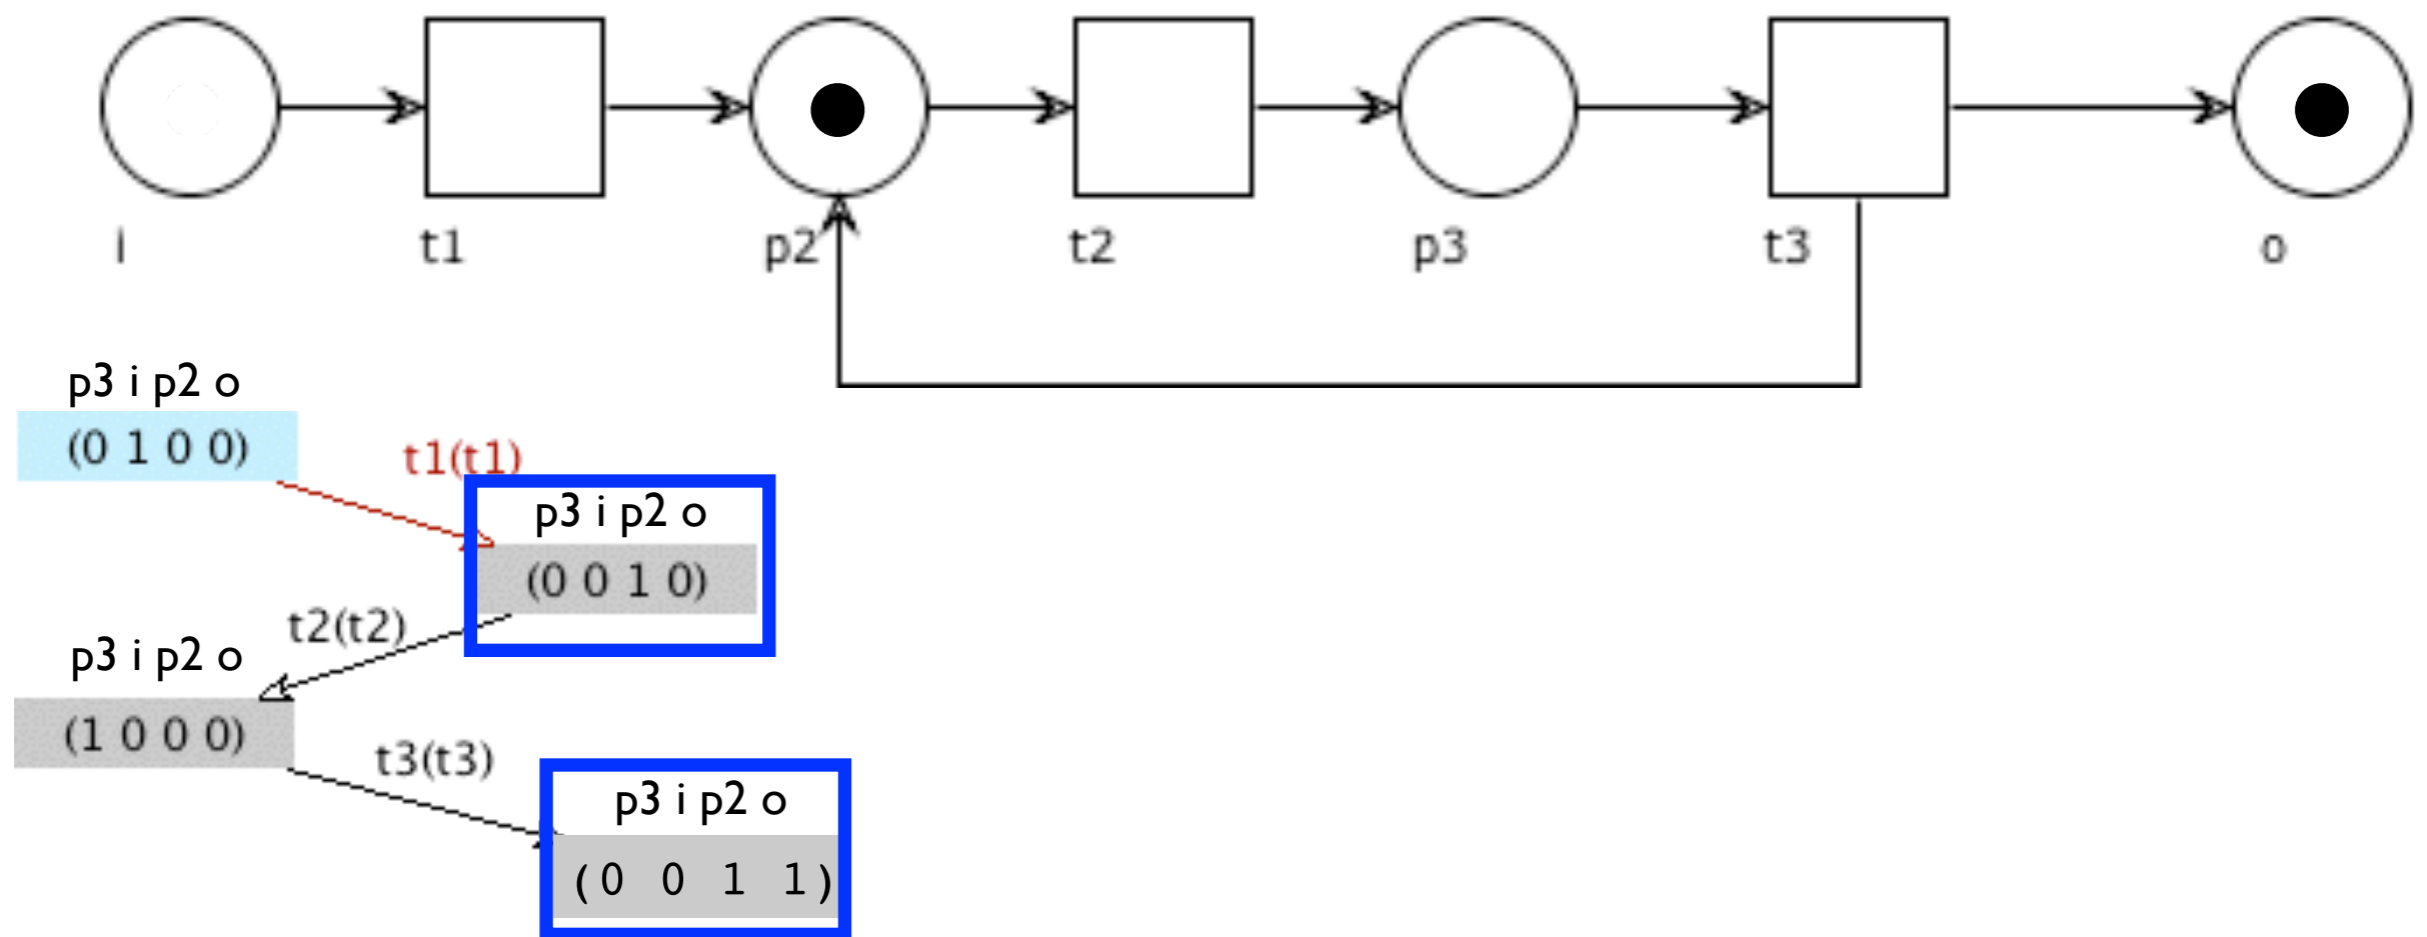 i t1 p2 t2 p3 t3 o
p3 i p2 o
(0 1 0 0)
t1(t1)
p3 i p2 o
(0 0 1 0)
t2(t2)
p3 i p2 o
(1 0 0 0)
t3(t3)
p3 i p2 o
(0 0 1 1)